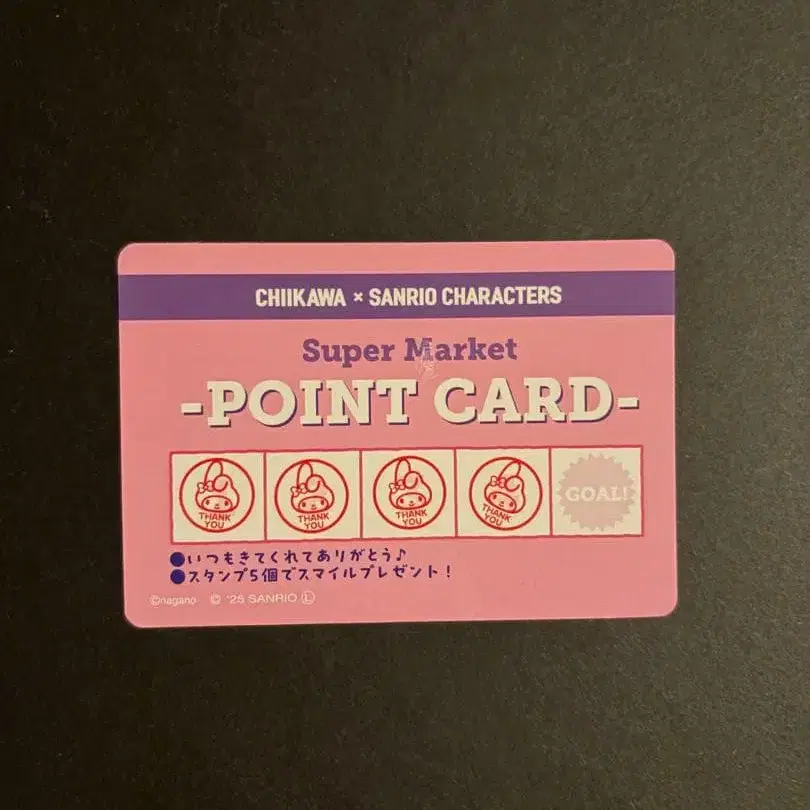 CHIIKAWA × SANRIO CHARACTERS
Super Market
-POINT CARD-
THANK YOU
THANK YOU
THANK YOU
THANK YOU
GOAL!
●いつもきてくれてありがとう♪
●スタンプ5個でスマイルプレゼント!
©nagano © '25 SANRIO Ⓛ